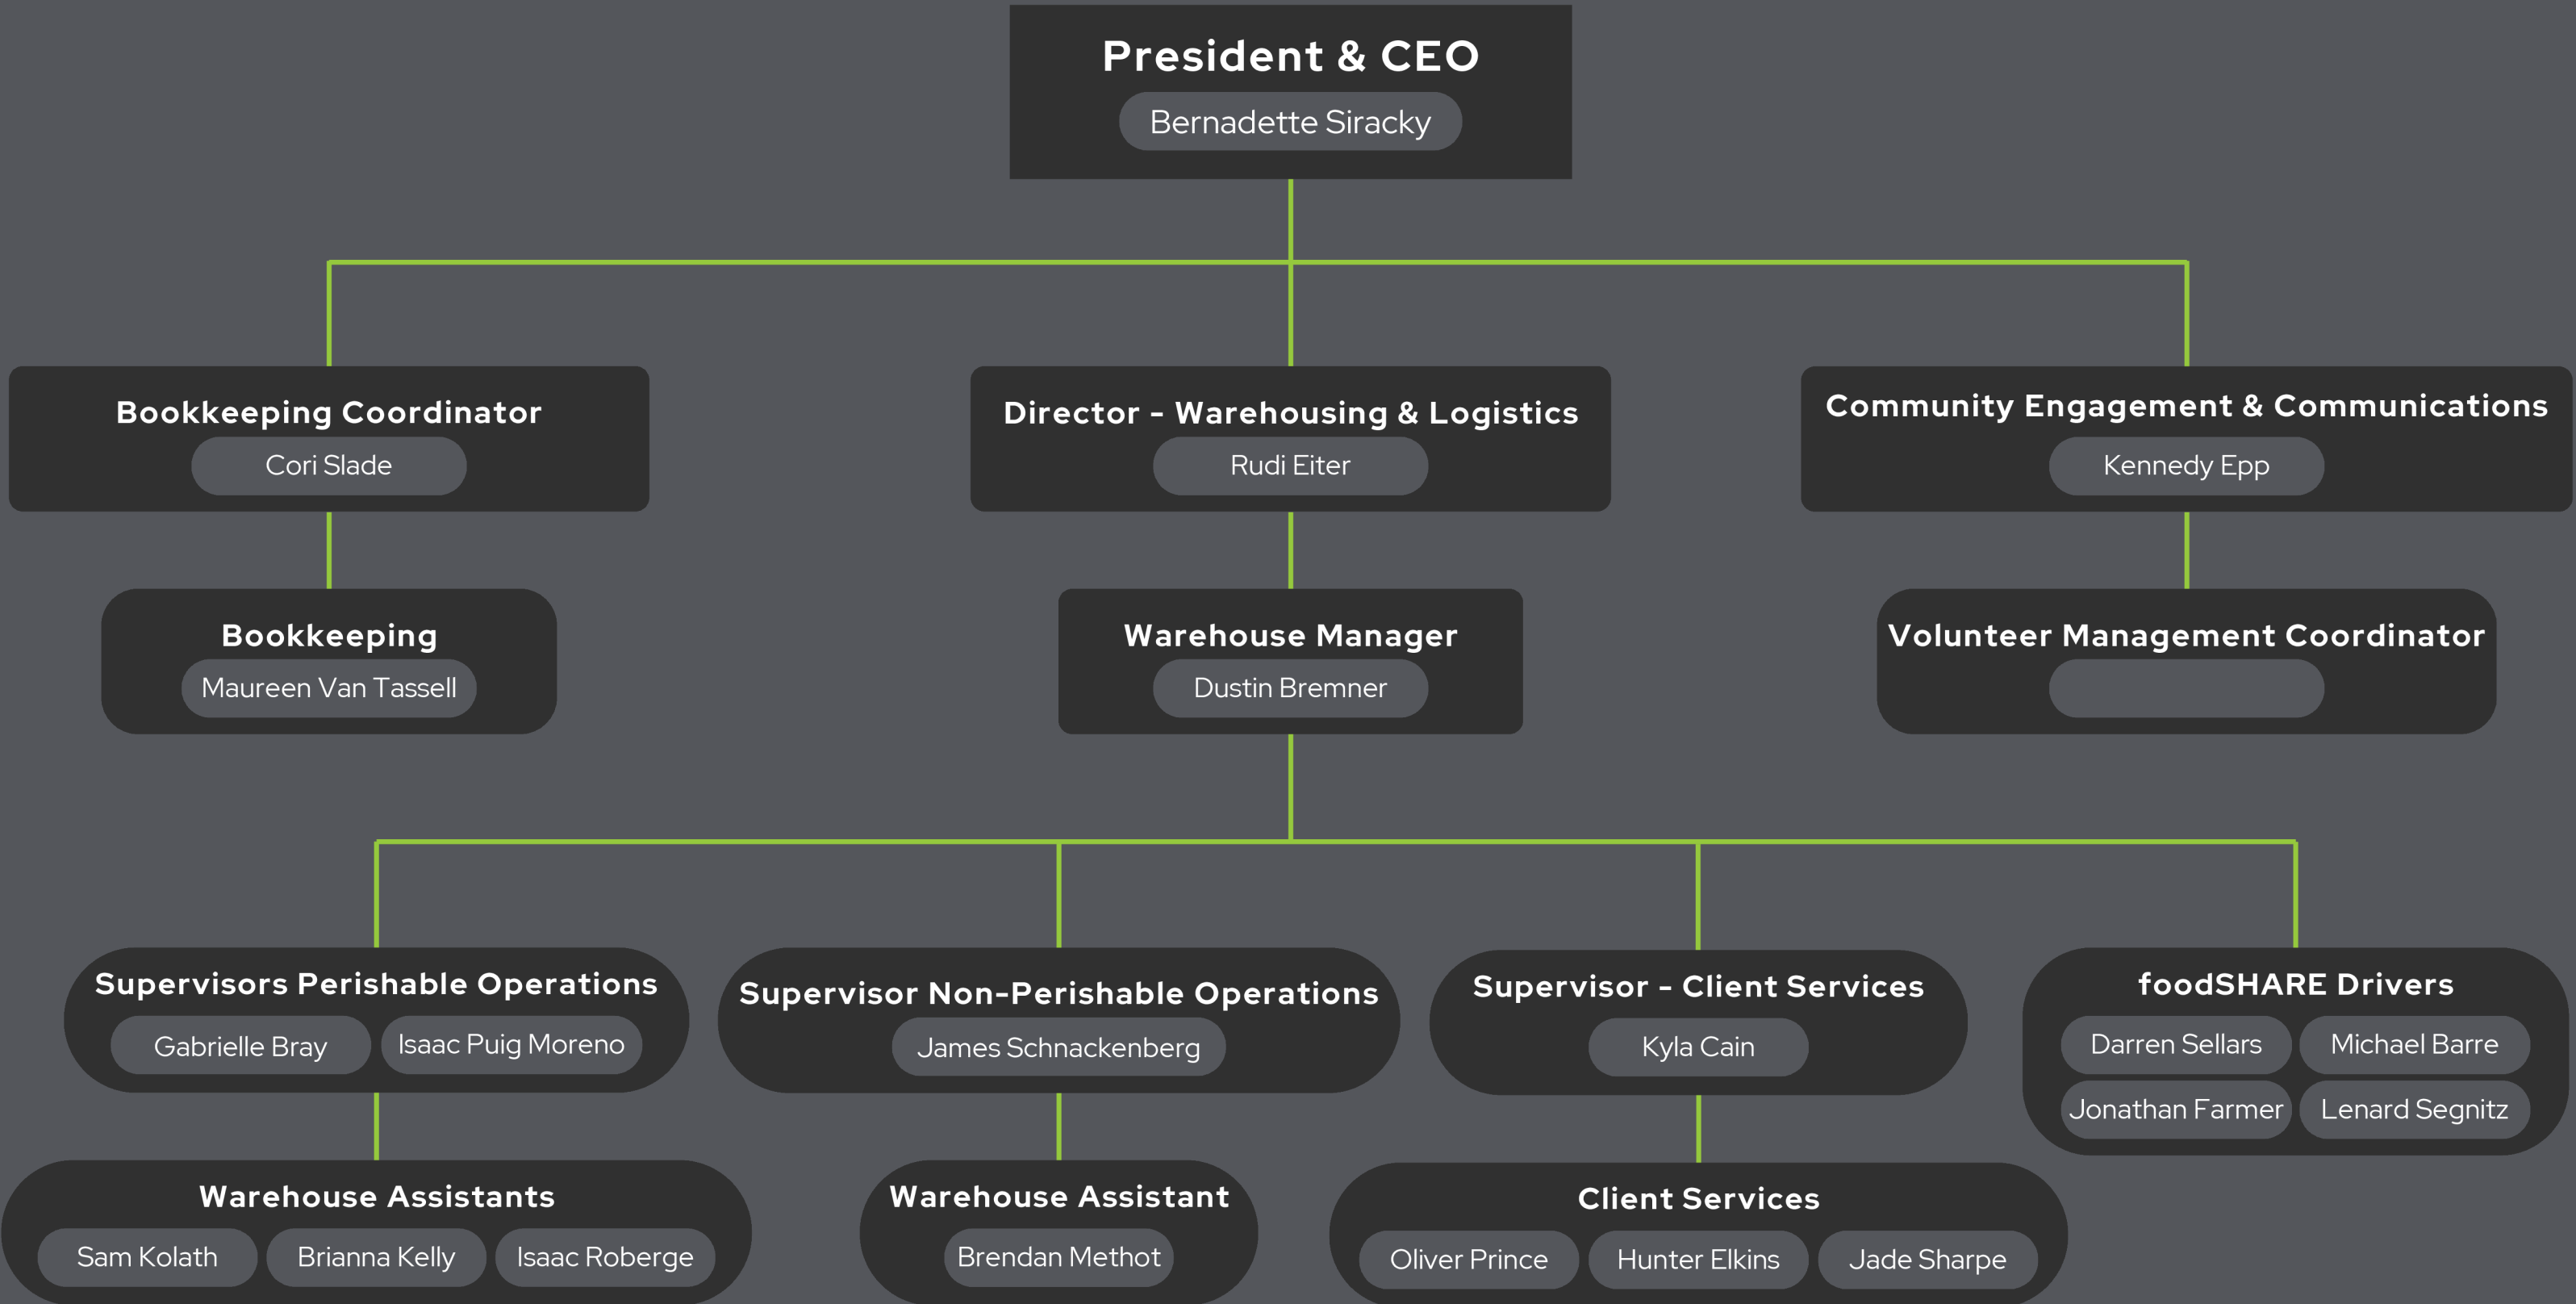 President & CEO
Bernadette Siracky
Bookkeeping Coordinator
Cori Slade
Director - Warehousing & Logistics
Rudi Eiter
Community Engagement & Communications
Kennedy Epp
Bookkeeping
Maureen Van Tassell
Warehouse Manager
Dustin Bremner
Volunteer Management Coordinator
Supervisors Perishable Operations
Gabrielle Bray
Isaac Puig Moreno
Supervisor Non-Perishable Operations
James Schnackenberg
Supervisor - Client Services
Kyla Cain
foodSHARE Drivers
Darren Sellars
Michael Barre
Jonathan Farmer
Lenard Segnitz
Warehouse Assistants
Sam Kolath
Brianna Kelly
Isaac Roberge
Warehouse Assistant
Brendan Methot
Client Services
Oliver Prince
Hunter Elkins
Jade Sharpe